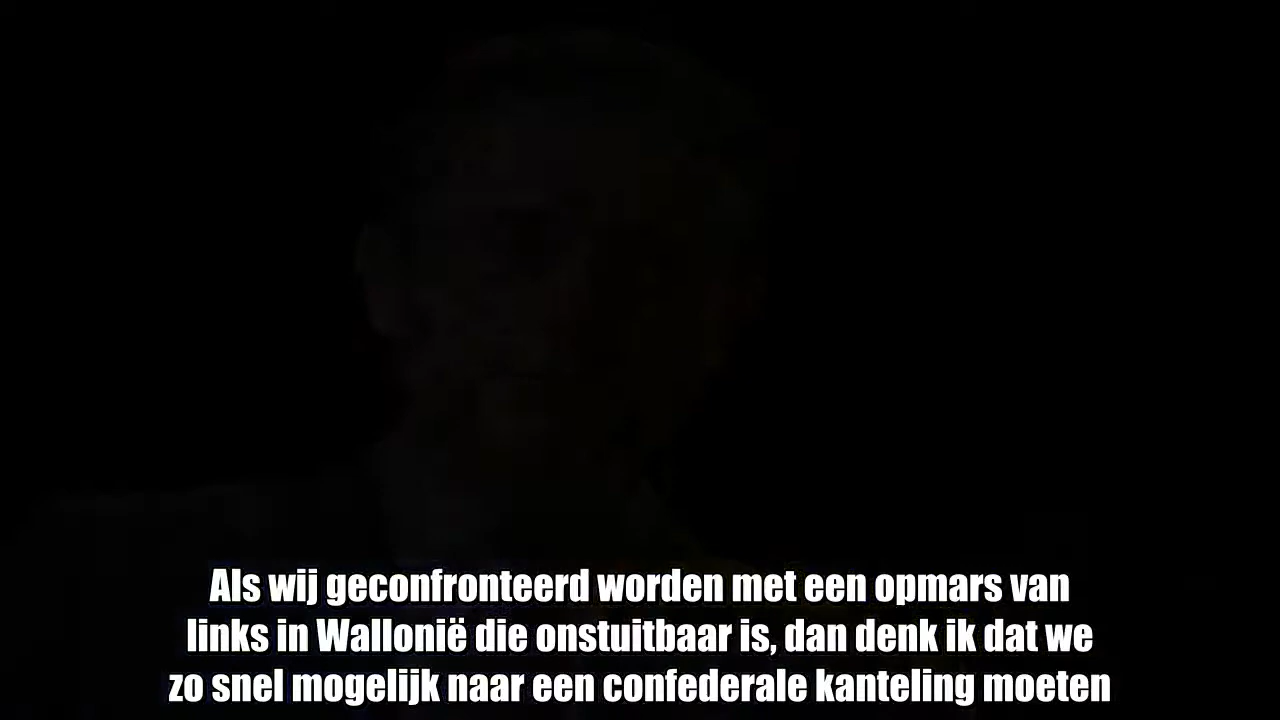 Als wij geconfronteerd worden met een opmars van
links in Wallonië die onstuitbaar is, dan denk ik dat we
zo snel mogelijk naar een confederale kanteling moeten